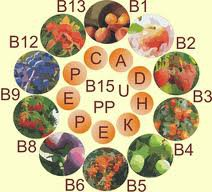 B13 B1
B12 B2
P C A D
B15 U
B9 E PP H B3
P E K
B8 B4
B6 B5